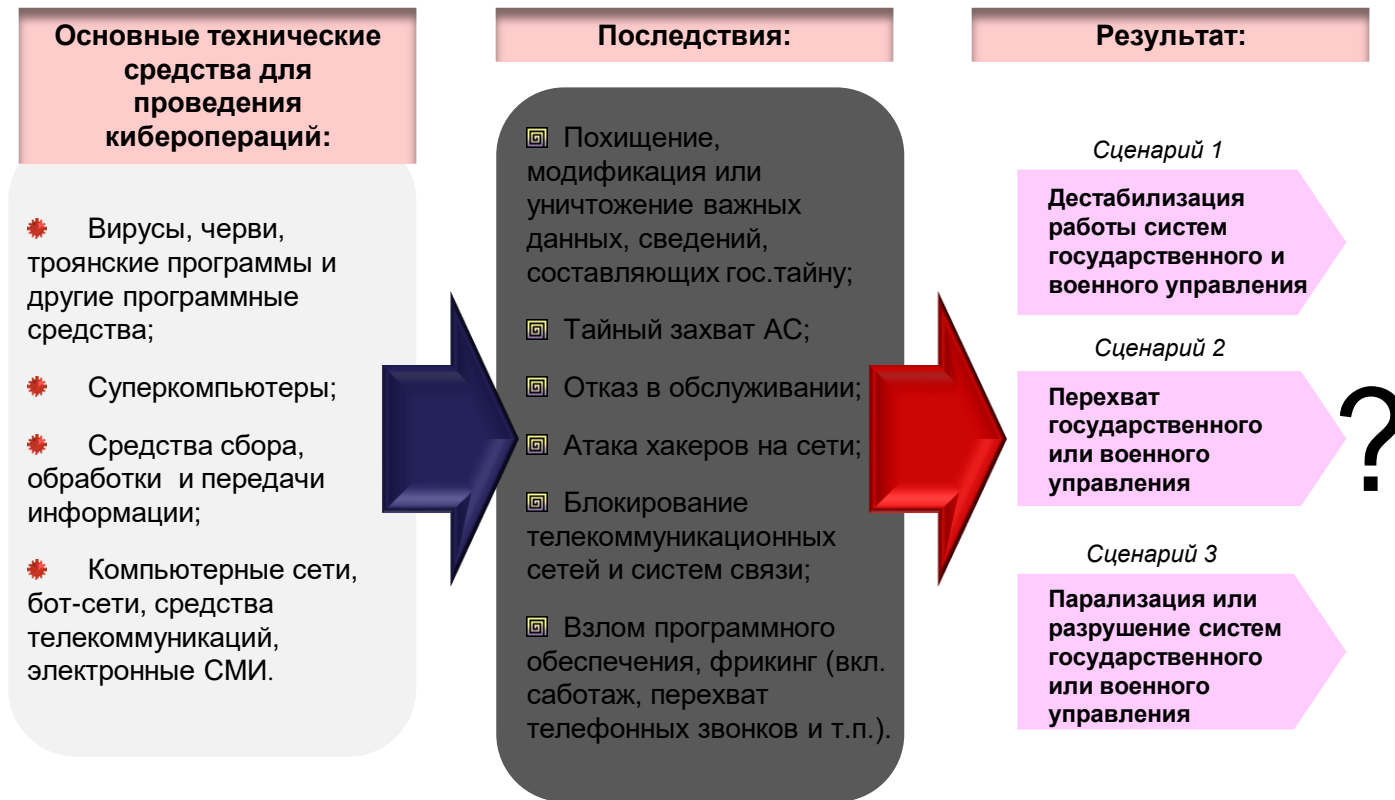 Основные технические
средства для
проведения
киберопераций:
Вирусы, черви,
троянские программы и
другие программные
средства;
Суперкомпьютеры;
Средства сбора,
обработки и передачи
информации;
Компьютерные сети,
бот-сети, средства
телекоммуникаций,
электронные СМИ.
Последствия:
Похищение,
модификация или
уничтожение важных
данных, сведений,
составляющих гос.тайну;
Тайный захват АС;
Отказ в обслуживании;
Атака хакеров на сети;
Блокирование
телекоммуникационных
сетей и систем связи;
Взлом программного
обеспечения, фрикинг (вкл.
саботаж, перехват
телефонных звонков и т.п.).
Результат:
Сценарий 1
Дестабилизация
работы систем
государственного и
военного управления
Сценарий 2
Перехват
государственного
или военного
управления
?
Сценарий 3
Парализация или
разрушение систем
государственного
или военного
управления